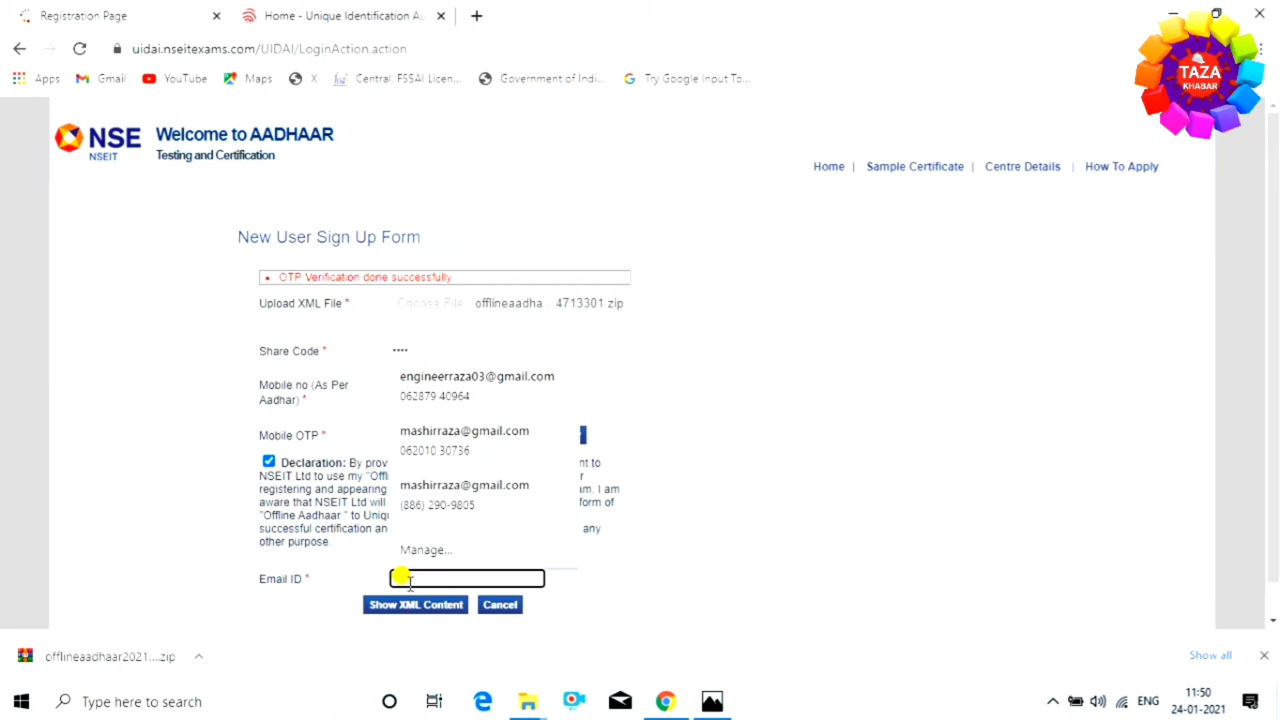 Registration Page
Home - Unique Identification Au
uidai.nseitexams.com/UIDAI/LoginAction.action
Apps
Gmail
YouTube
Maps
X
Central. FSSAI Licen...
Government of Indi...
Try Google Input To...
TAZA
KHABAR
NSE
NSEIT
Welcome to AADHAAR
Testing and Certification
Home | Sample Certificate | Centre Details | How To Apply
New User Sign Up Form
OTP Verification done successfully
Upload XML File * Choose File offlineaadha... 4713301 zip
Share Code * ••••
Mobile no (As Per
Aadhar) *
engineerraza03@gmail.com
062879 40964
mashirraza@gmail.com
062010 30736
mashirraza@gmail.com
(886) 290-9805
Manage...
Mobile OTP *
Declaration: By prov nt to
NSEIT Ltd to use my "Offl r
registering and appearing am. I am
aware that NSEIT Ltd will form of
"Offline Aadhaar " to Uniqu
successful certification an any
other purpose.
Email ID *
Show XML Content Cancel
offlineaadhaar2021....zip
Show all
Type here to search
ENG
11:50
24-01-2021